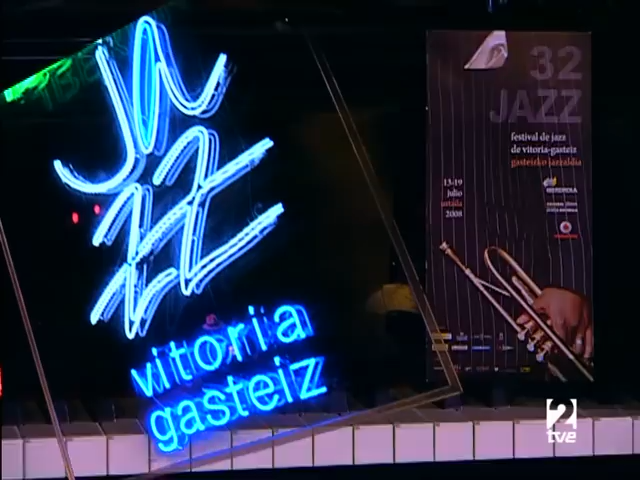 jazz
vitoria
gasteiz
32
JAZZ
festival de jazz
de vitoria-gasteiz
gasteizko jazzaldia
13-19
julio
uztaila
2008
IBERDROLA
2
tve